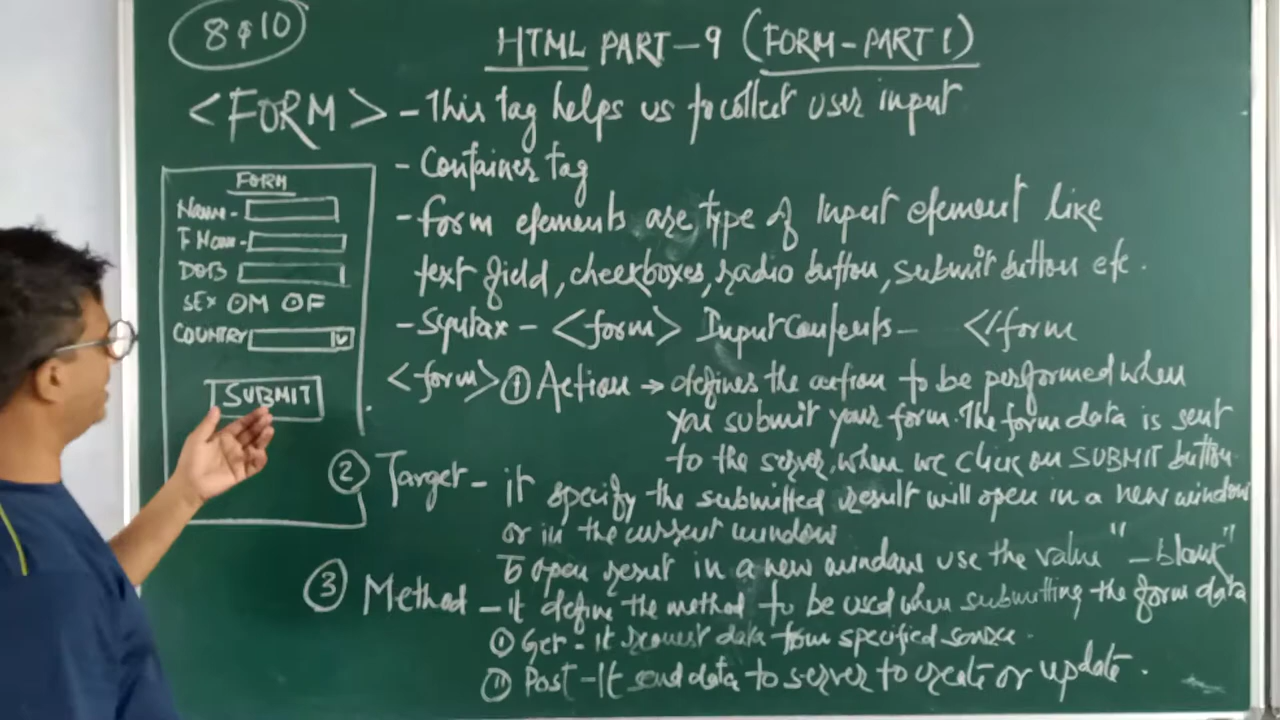 8 & 10
HTML PART-9 (FORM-PART 1)
<FORM> - This tag helps us to collect user input
- Container tag
- form elements are type of Input element like
text field, checkboxes, radio button, submit button etc.
- Syntax - <form> Input Contents - </form
<form> ① Action → defines the action to be performed when
you submit your form. The form data is sent
to the server, when we click on SUBMIT button.
② Target - it specify the submitted result will open in a new window
or in the current window
To open result in a new window use the value "_blank"
③ Method - it define the method to be used when submitting the form data
(i) Get - it request data from specified source.
(ii) Post - It send data to server to create or update.
FORM
Name -
F Name -
DOB
SEX OM OF
COUNTRY
SUBMIT